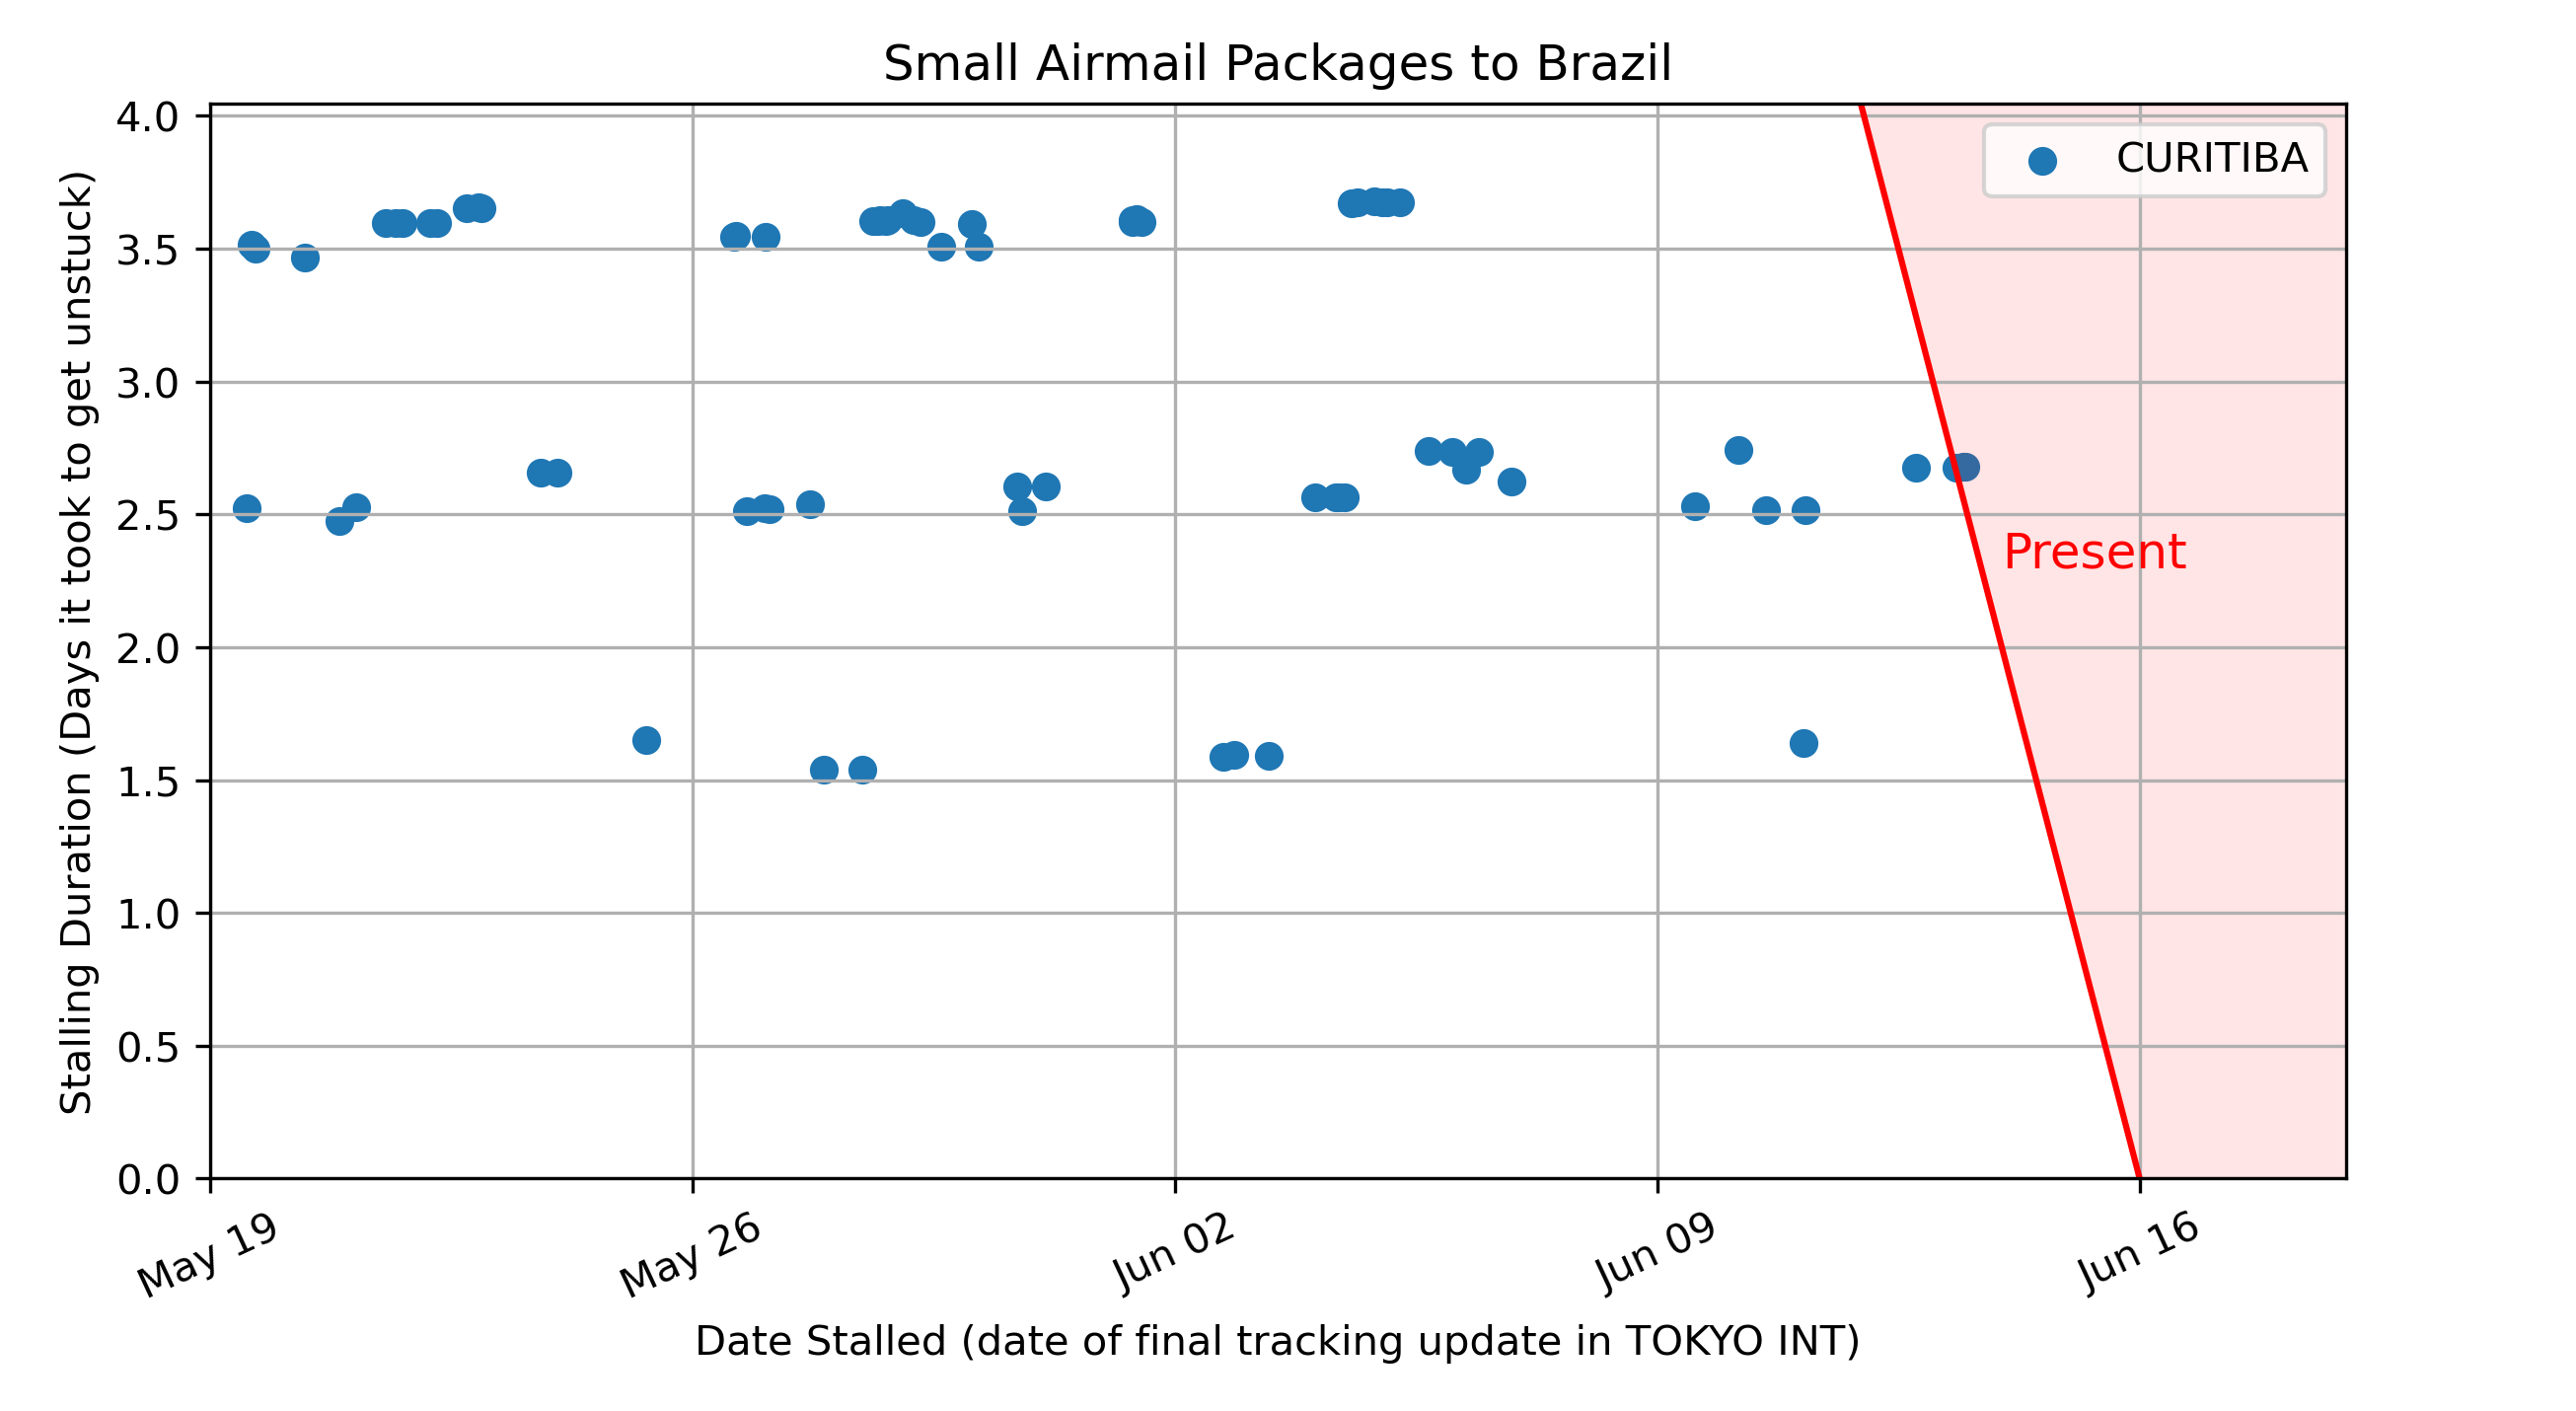 Small Airmail Packages to Brazil
Stalling Duration (Days it took to get unstuck)
4.0
3.5
3.0
2.5
2.0
1.5
1.0
0.5
0.0
CURITIBA
Present
May 19
May 26
Jun 02
Jun 09
Jun 16
Date Stalled (date of final tracking update in TOKYO INT)